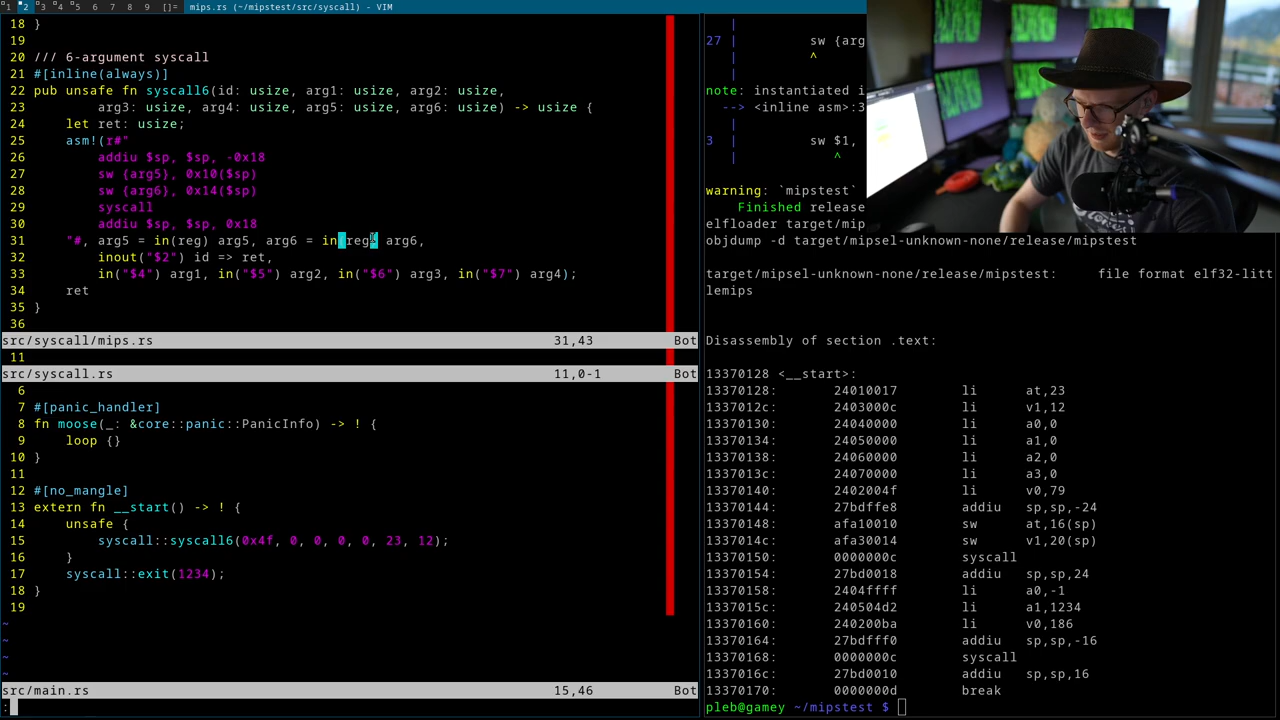 1 2 3 4 5 6 7 8 9 []= mips.rs (~/mipstest/src/syscall) - VIM
18 }
19
20 /// 6-argument syscall
21 #[inline(always)]
22 pub unsafe fn syscall6(id: usize, arg1: usize, arg2: usize,
23 arg3: usize, arg4: usize, arg5: usize, arg6: usize) -> usize {
24 let ret: usize;
25 asm!(r#"
26 addiu $sp, $sp, -0x18
27 sw {arg5}, 0x10($sp)
28 sw {arg6}, 0x14($sp)
29 syscall
30 addiu $sp, $sp, 0x18
31 "#, arg5 = in(reg) arg5, arg6 = in(reg) arg6,
32 inout("$2") id => ret,
33 in("$4") arg1, in("$5") arg2, in("$6") arg3, in("$7") arg4);
34 ret
35 }
36
src/syscall/mips.rs 31,43 Bot
11
src/syscall.rs 11,0-1 Bot
6
7 #[panic_handler]
8 fn moose(_: &core::panic::PanicInfo) -> ! {
9 loop {}
10 }
11
12 #[no_mangle]
13 extern fn __start() -> ! {
14 unsafe {
15 syscall::syscall6(0x4f, 0, 0, 0, 0, 23, 12);
16 }
17 syscall::exit(1234);
18 }
19
~
~
~
~
src/main.rs 15,46 Bot
:
|
27 | sw {arg
| ^
|
note: instantiated i
--> <inline asm>:3
|
3 | sw $1,
| ^
warning: `mipstest`
Finished release
elfloader target/mip
objdump -d target/mipsel-unknown-none/release/mipstest
target/mipsel-unknown-none/release/mipstest: file format elf32-litt
lemips
Disassembly of section .text:
13370128 <__start>:
13370128: 24010017 li at,23
1337012c: 2403000c li v1,12
13370130: 24040000 li a0,0
13370134: 24050000 li a1,0
13370138: 24060000 li a2,0
1337013c: 24070000 li a3,0
13370140: 2402004f li v0,79
13370144: 27bdffe8 addiu sp,sp,-24
13370148: afa10010 sw at,16(sp)
1337014c: afa30014 sw v1,20(sp)
13370150: 0000000c syscall
13370154: 27bd0018 addiu sp,sp,24
13370158: 2404ffff li a0,-1
1337015c: 240504d2 li a1,1234
13370160: 240200ba li v0,186
13370164: 27bdfff0 addiu sp,sp,-16
13370168: 0000000c syscall
1337016c: 27bd0010 addiu sp,sp,16
13370170: 0000000d break
pleb@gamey ~/mipstest $